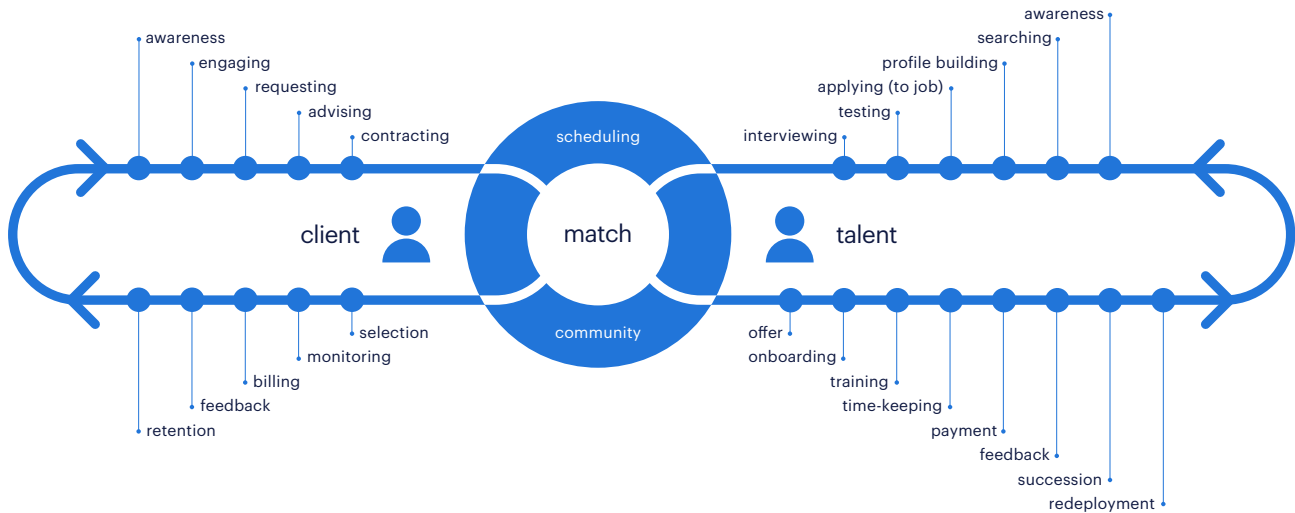 awareness
engaging
requesting
advising
contracting
awareness
searching
profile building
applying (to job)
testing
interviewing
scheduling
client
match
talent
community
selection
monitoring
billing
feedback
retention
offer
onboarding
training
time-keeping
payment
feedback
succession
redeployment